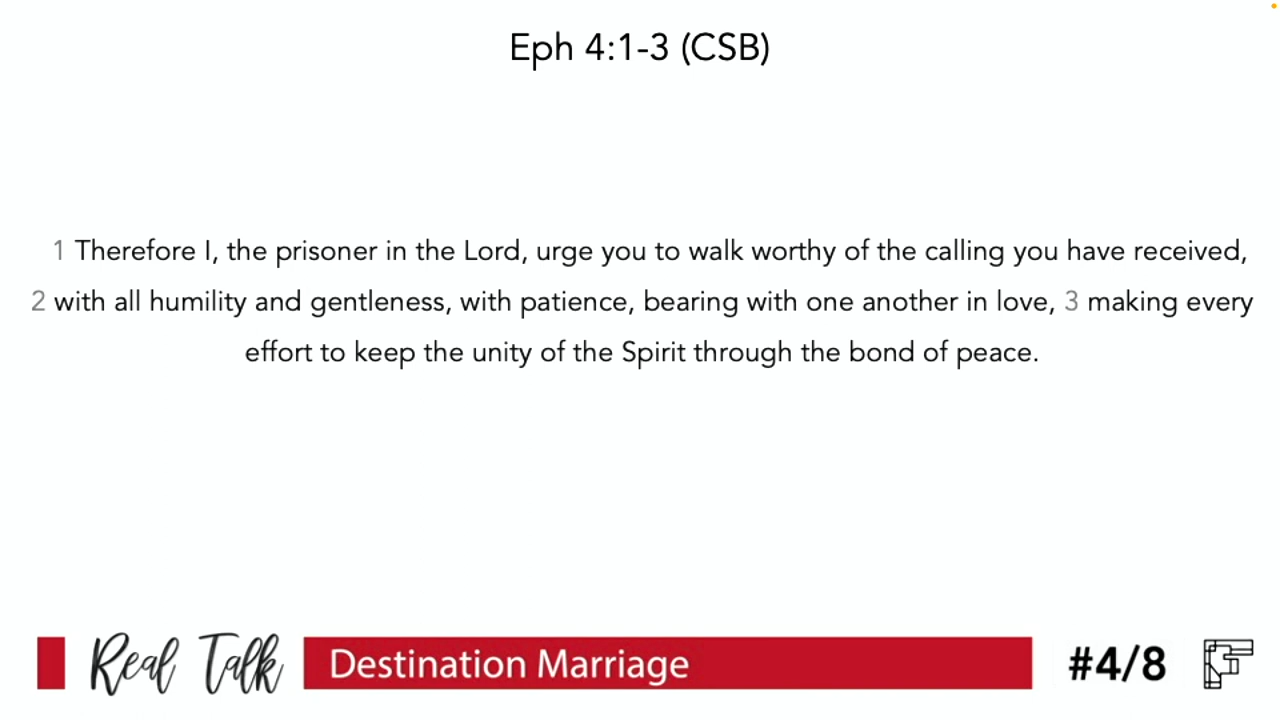 Eph 4:1-3 (CSB)
1 Therefore I, the prisoner in the Lord, urge you to walk worthy of the calling you have received,
2 with all humility and gentleness, with patience, bearing with one another in love, 3 making every
effort to keep the unity of the Spirit through the bond of peace.
Real Talk Destination Marriage #4/8